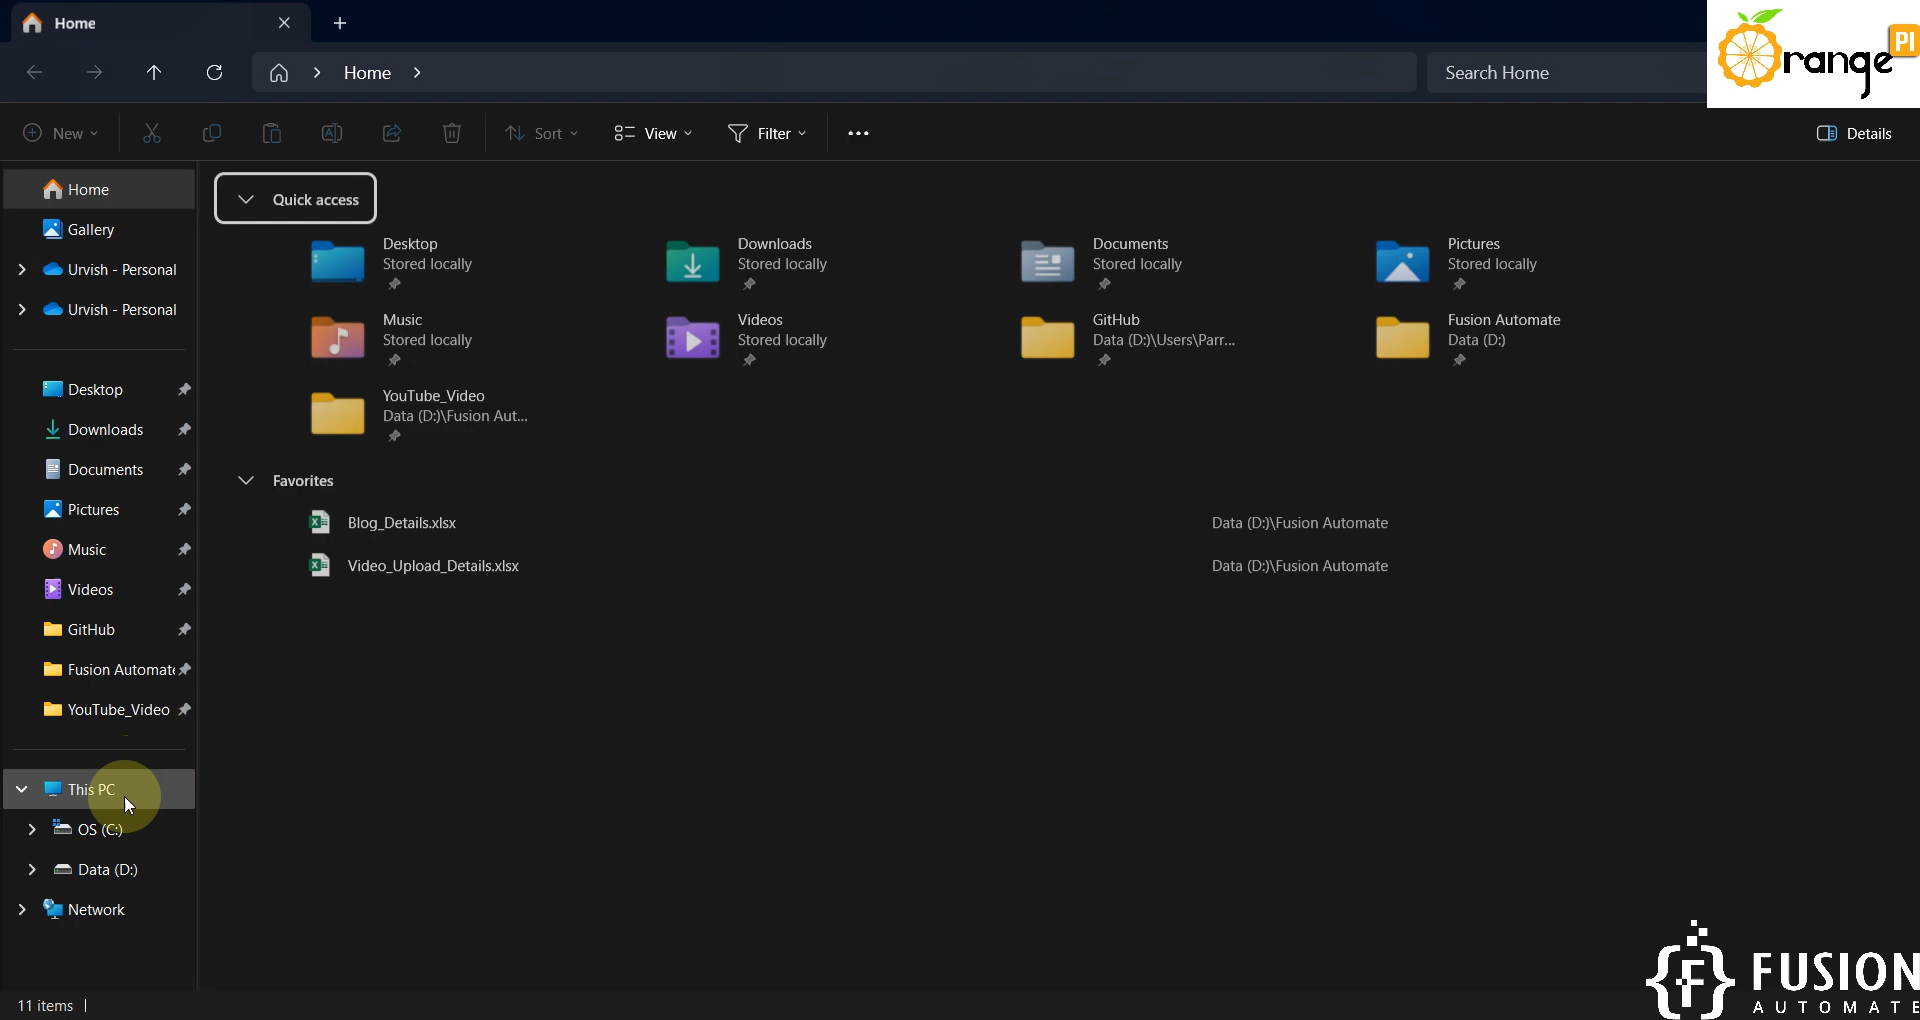 Home
Home
Search Home
Orange PI
New
Sort
View
Filter
Details
Home
Gallery
Urvish - Personal
Urvish - Personal
Desktop
Downloads
Documents
Pictures
Music
Videos
GitHub
Fusion Automate
YouTube_Video
This PC
OS (C:)
Data (D:)
Network
Quick access
Desktop
Stored locally
Downloads
Stored locally
Documents
Stored locally
Pictures
Stored locally
Music
Stored locally
Videos
Stored locally
GitHub
Data (D:)\Users\Parr...
Fusion Automate
Data (D:)
YouTube_Video
Data (D:)\Fusion Aut...
Favorites
Blog_Details.xlsx Data (D:)\Fusion Automate
Video_Upload_Details.xlsx Data (D:)\Fusion Automate
11 items
{F} FUSION
AUTOMATE